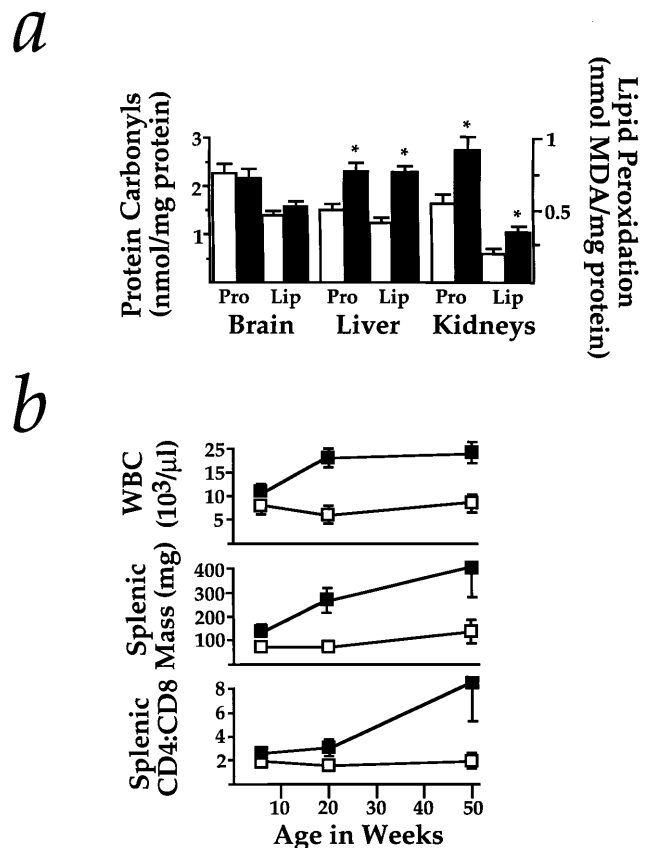 a
Protein Carbonyls
(nmol/mg protein)
3
2
1
Pro Lip Pro Lip Pro Lip
Brain Liver Kidneys
1
0.5
Lipid Peroxidation
(nmol MDA/mg protein)
* * * *
b
WBC
(10³/µl)
25
15
10
5
Splenic
Mass (mg)
400
300
200
100
Splenic
CD4:CD8
8
6
4
2
10 20 30 40 50
Age in Weeks